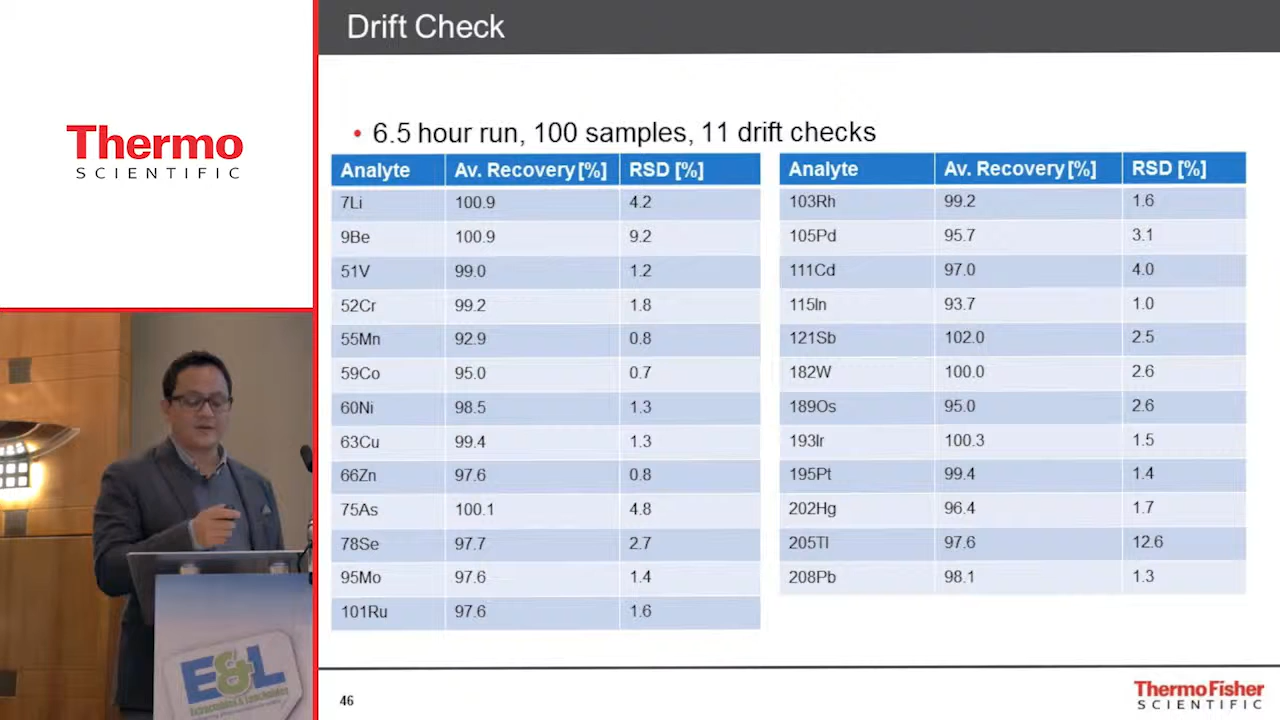 Drift Check
Thermo
SCIENTIFIC
• 6.5 hour run, 100 samples, 11 drift checks
Analyte Av. Recovery [%] RSD [%]
7Li 100.9 4.2
9Be 100.9 9.2
51V 99.0 1.2
52Cr 99.2 1.8
55Mn 92.9 0.8
59Co 95.0 0.7
60Ni 98.5 1.3
63Cu 99.4 1.3
66Zn 97.6 0.8
75As 100.1 4.8
78Se 97.7 2.7
95Mo 97.6 1.4
101Ru 97.6 1.6
Analyte Av. Recovery [%] RSD [%]
103Rh 99.2 1.6
105Pd 95.7 3.1
111Cd 97.0 4.0
115In 93.7 1.0
121Sb 102.0 2.5
182W 100.0 2.6
189Os 95.0 2.6
193Ir 100.3 1.5
195Pt 99.4 1.4
202Hg 96.4 1.7
205Tl 97.6 12.6
208Pb 98.1 1.3
E&L
Extractables & Leachables
46
ThermoFisher
SCIENTIFIC